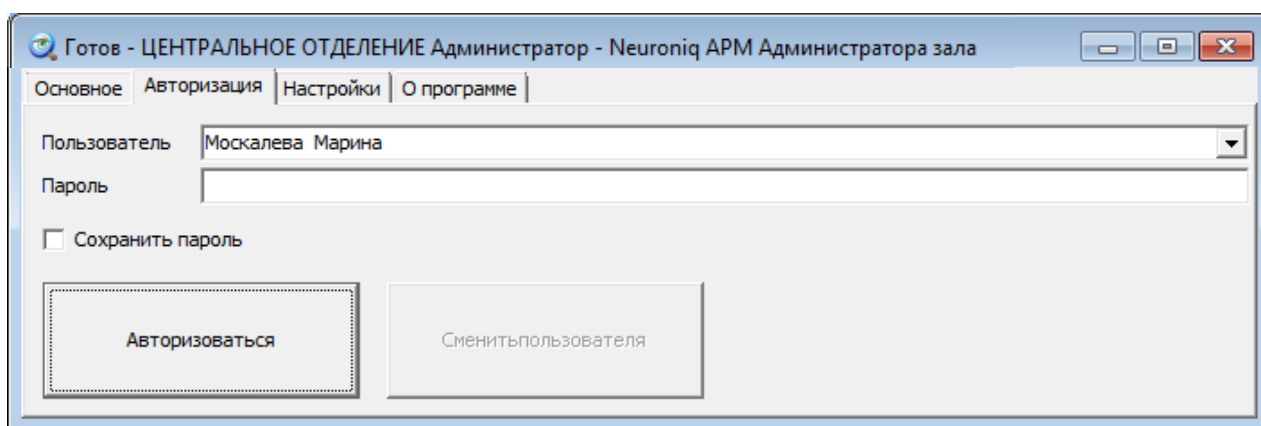 Готов - ЦЕНТРАЛЬНОЕ ОТДЕЛЕНИЕ Администратор - Neuroniq АРМ Администратора зала
Основное Авторизация Настройки О программе
Пользователь Москалева Марина
Пароль
Сохранить пароль
Авторизоваться Сменитьпользователя